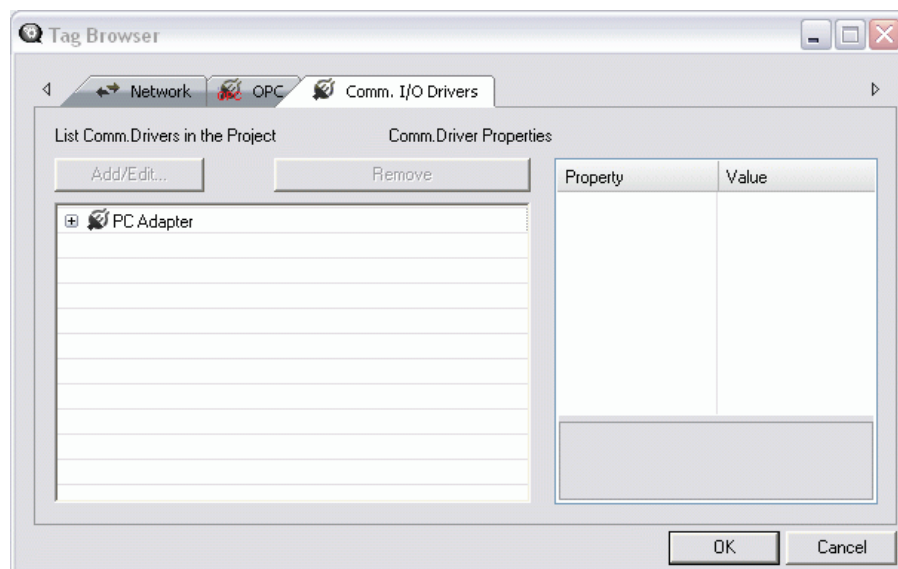 Tag Browser
Network OPC Comm. I/O Drivers
List Comm.Drivers in the Project Comm.Driver Properties
Add/Edit... Remove Property Value
PC Adapter
OK Cancel